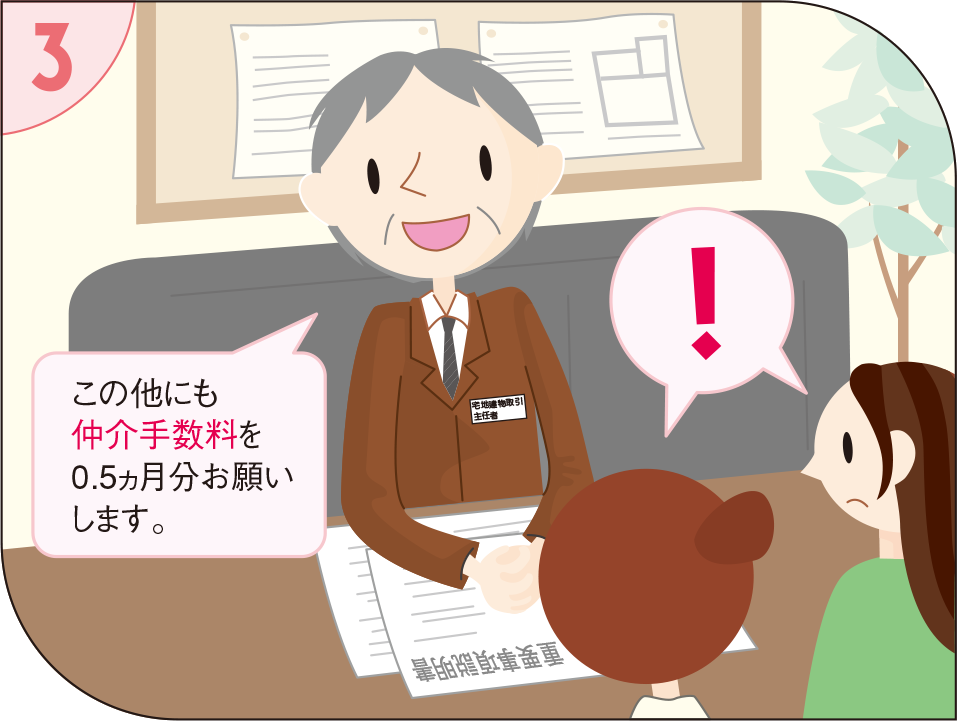 3
この他にも
仲介手数料を
0.5ヵ月分お願い
します。
!
宅地建物取引
主任者
重要事項説明書